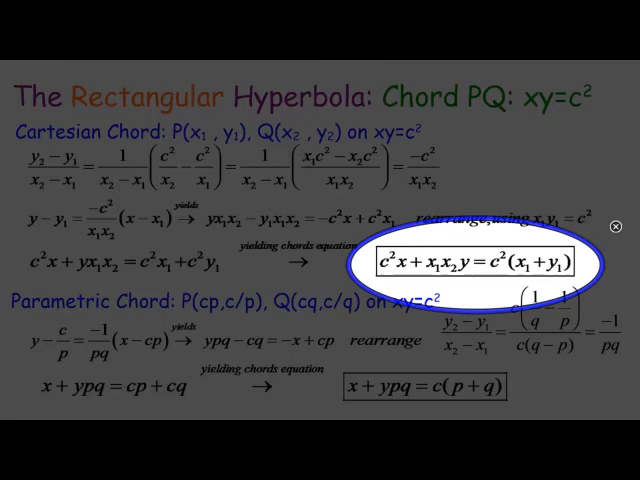 The Rectangular Hyperbola: Chord PQ: xy=c²
Cartesian Chord: P(x₁ , y₁), Q(x₂ , y₂) on xy=c²
(y₂ − y₁)/(x₂ − x₁) = 1/(x₂ − x₁) (c²/x₂ − c²/x₁) = 1/(x₂ − x₁) ((x₁c² − x₂c²)/(x₁x₂)) = −c²/(x₁x₂)
y − y₁ = −c²/(x₁x₂) (x − x₁) yields → yx₁x₂ − y₁x₁x₂ = −c²x + c²x₁ rearrange, using x₁y₁ = c²
c²x + yx₁x₂ = c²x₁ + c²y₁ yielding chords equation → c²x + x₁x₂y = c²(x₁ + y₁)
Parametric Chord: P(cp,c/p), Q(cq,c/q) on xy=c²
(y₂ − y₁)/(x₂ − x₁) = c(1/q − 1/p)/(c(q − p)) = −1/(pq)
y − c/p = −1/(pq) (x − cp) yields → ypq − cq = −x + cp rearrange
x + ypq = cp + cq yielding chords equation → x + ypq = c(p + q)